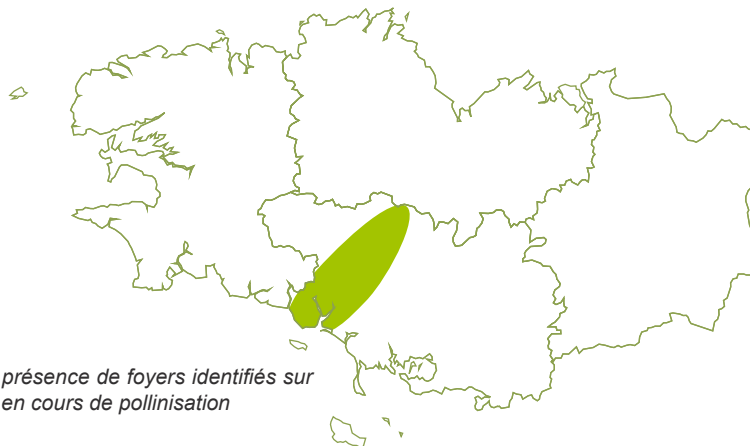 présence de foyers identifiés sur
en cours de pollinisation